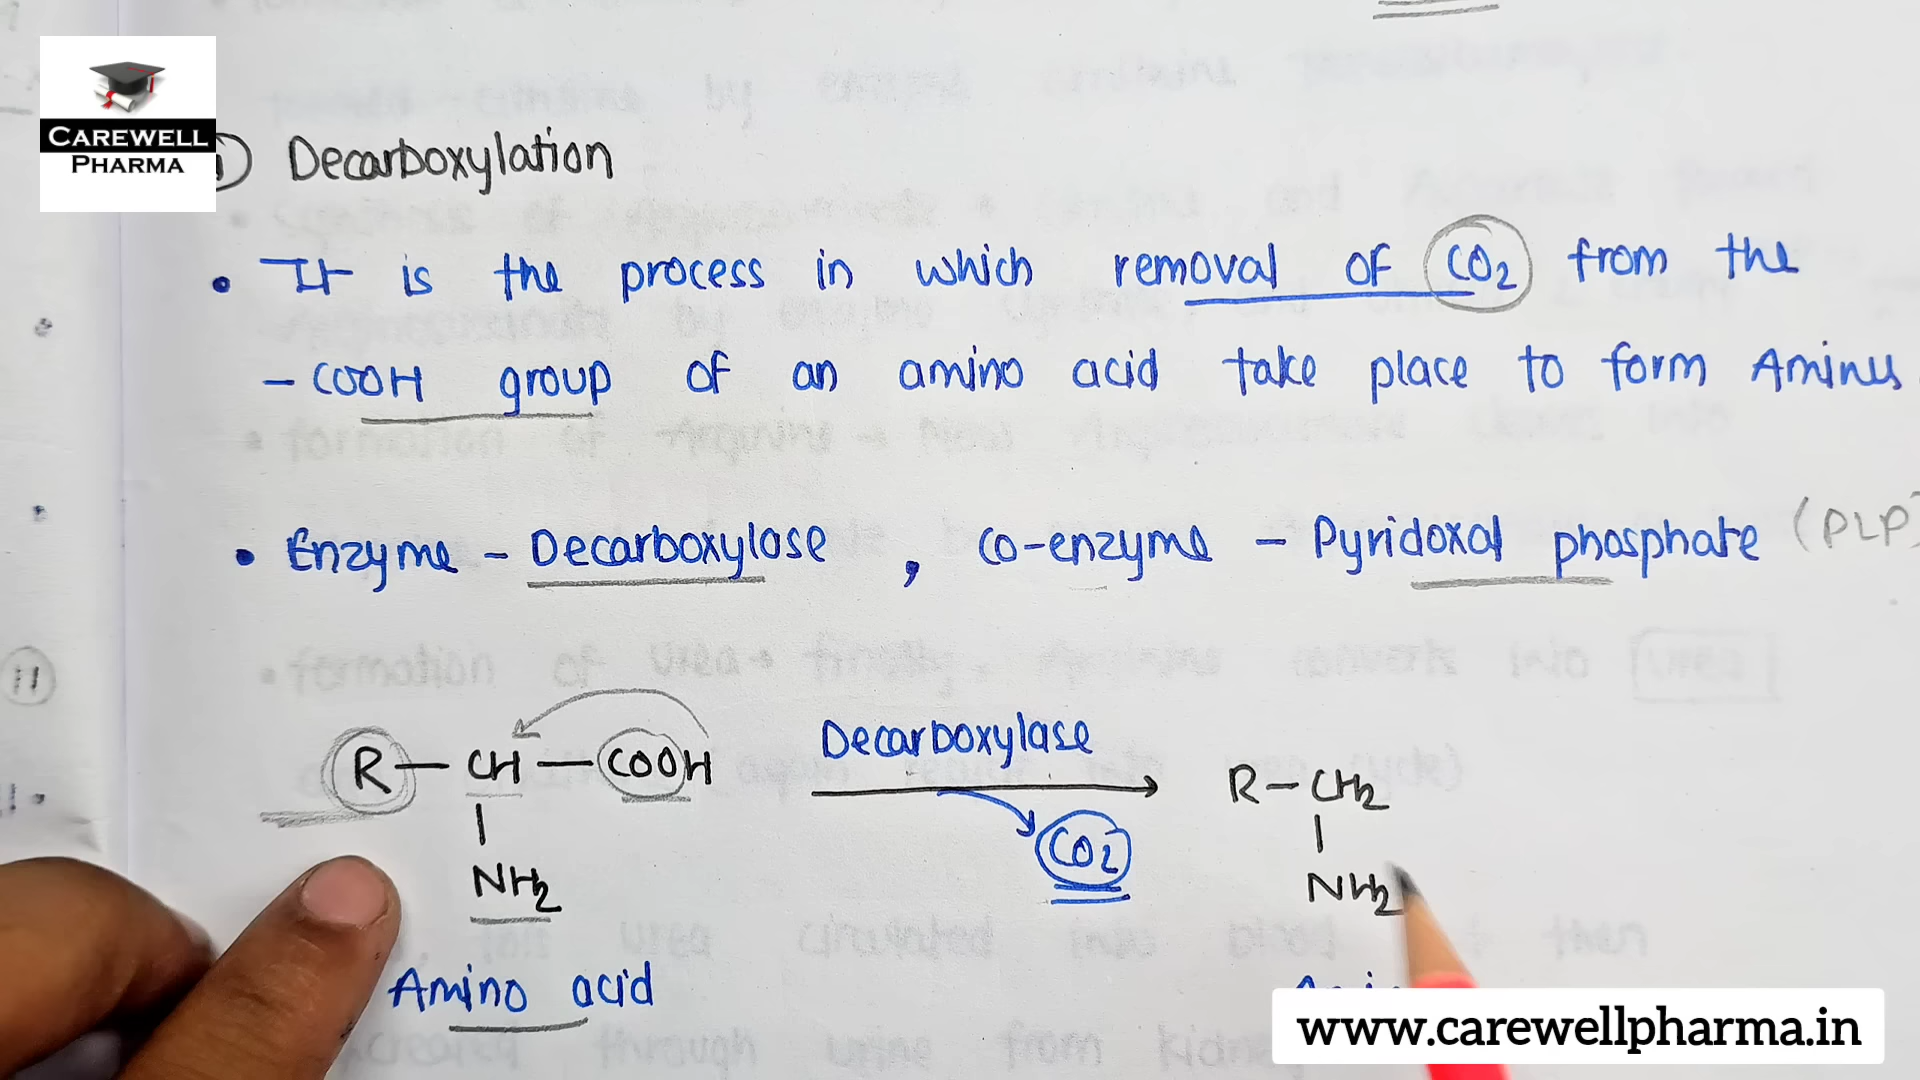 CAREWELL
PHARMA
Decarboxylation
• It is the process in which removal of CO2 from the
- COOH group of an amino acid take place to form Amines.
• Enzyme - Decarboxylase , Co-enzyme - Pyridoxal phosphate (PLP)
11
R - CH - COOH
NH2
Amino acid
Decarboxylase
CO2
R - CH2
NH2
www.carewellpharma.in